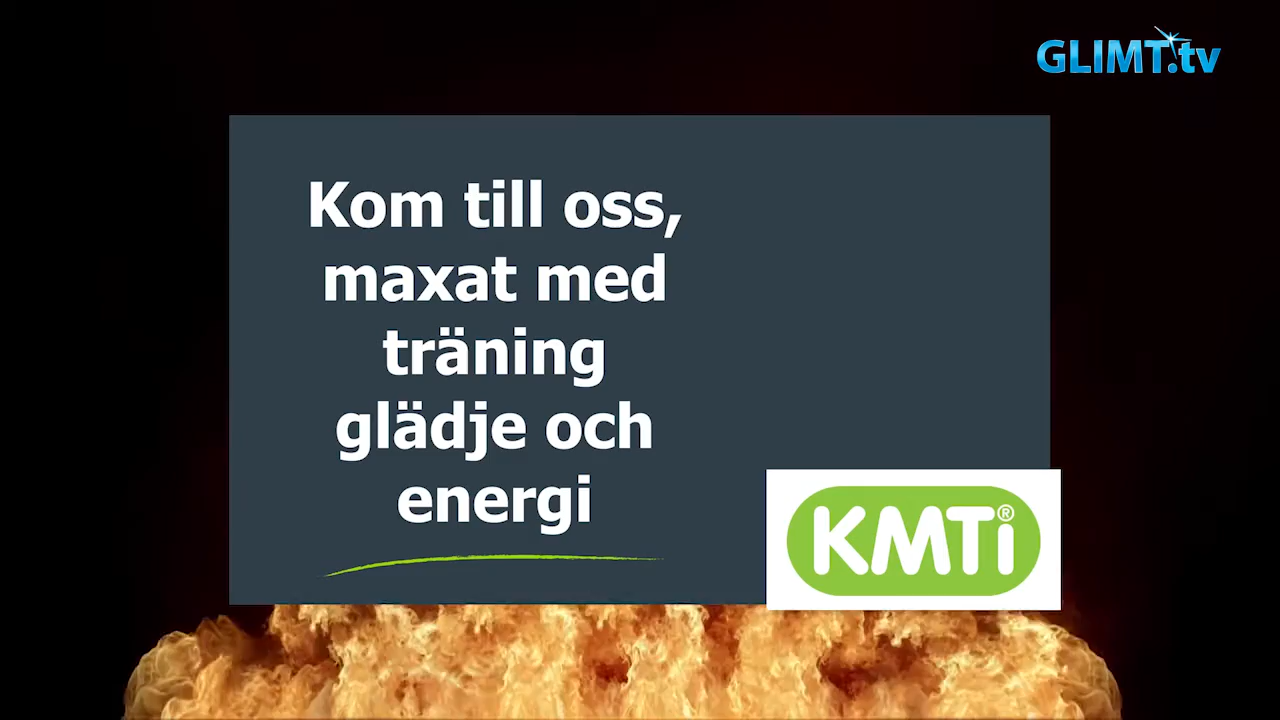 GLIMT.tv
Kom till oss,
maxat med
träning
glädje och
energi
KMTi®